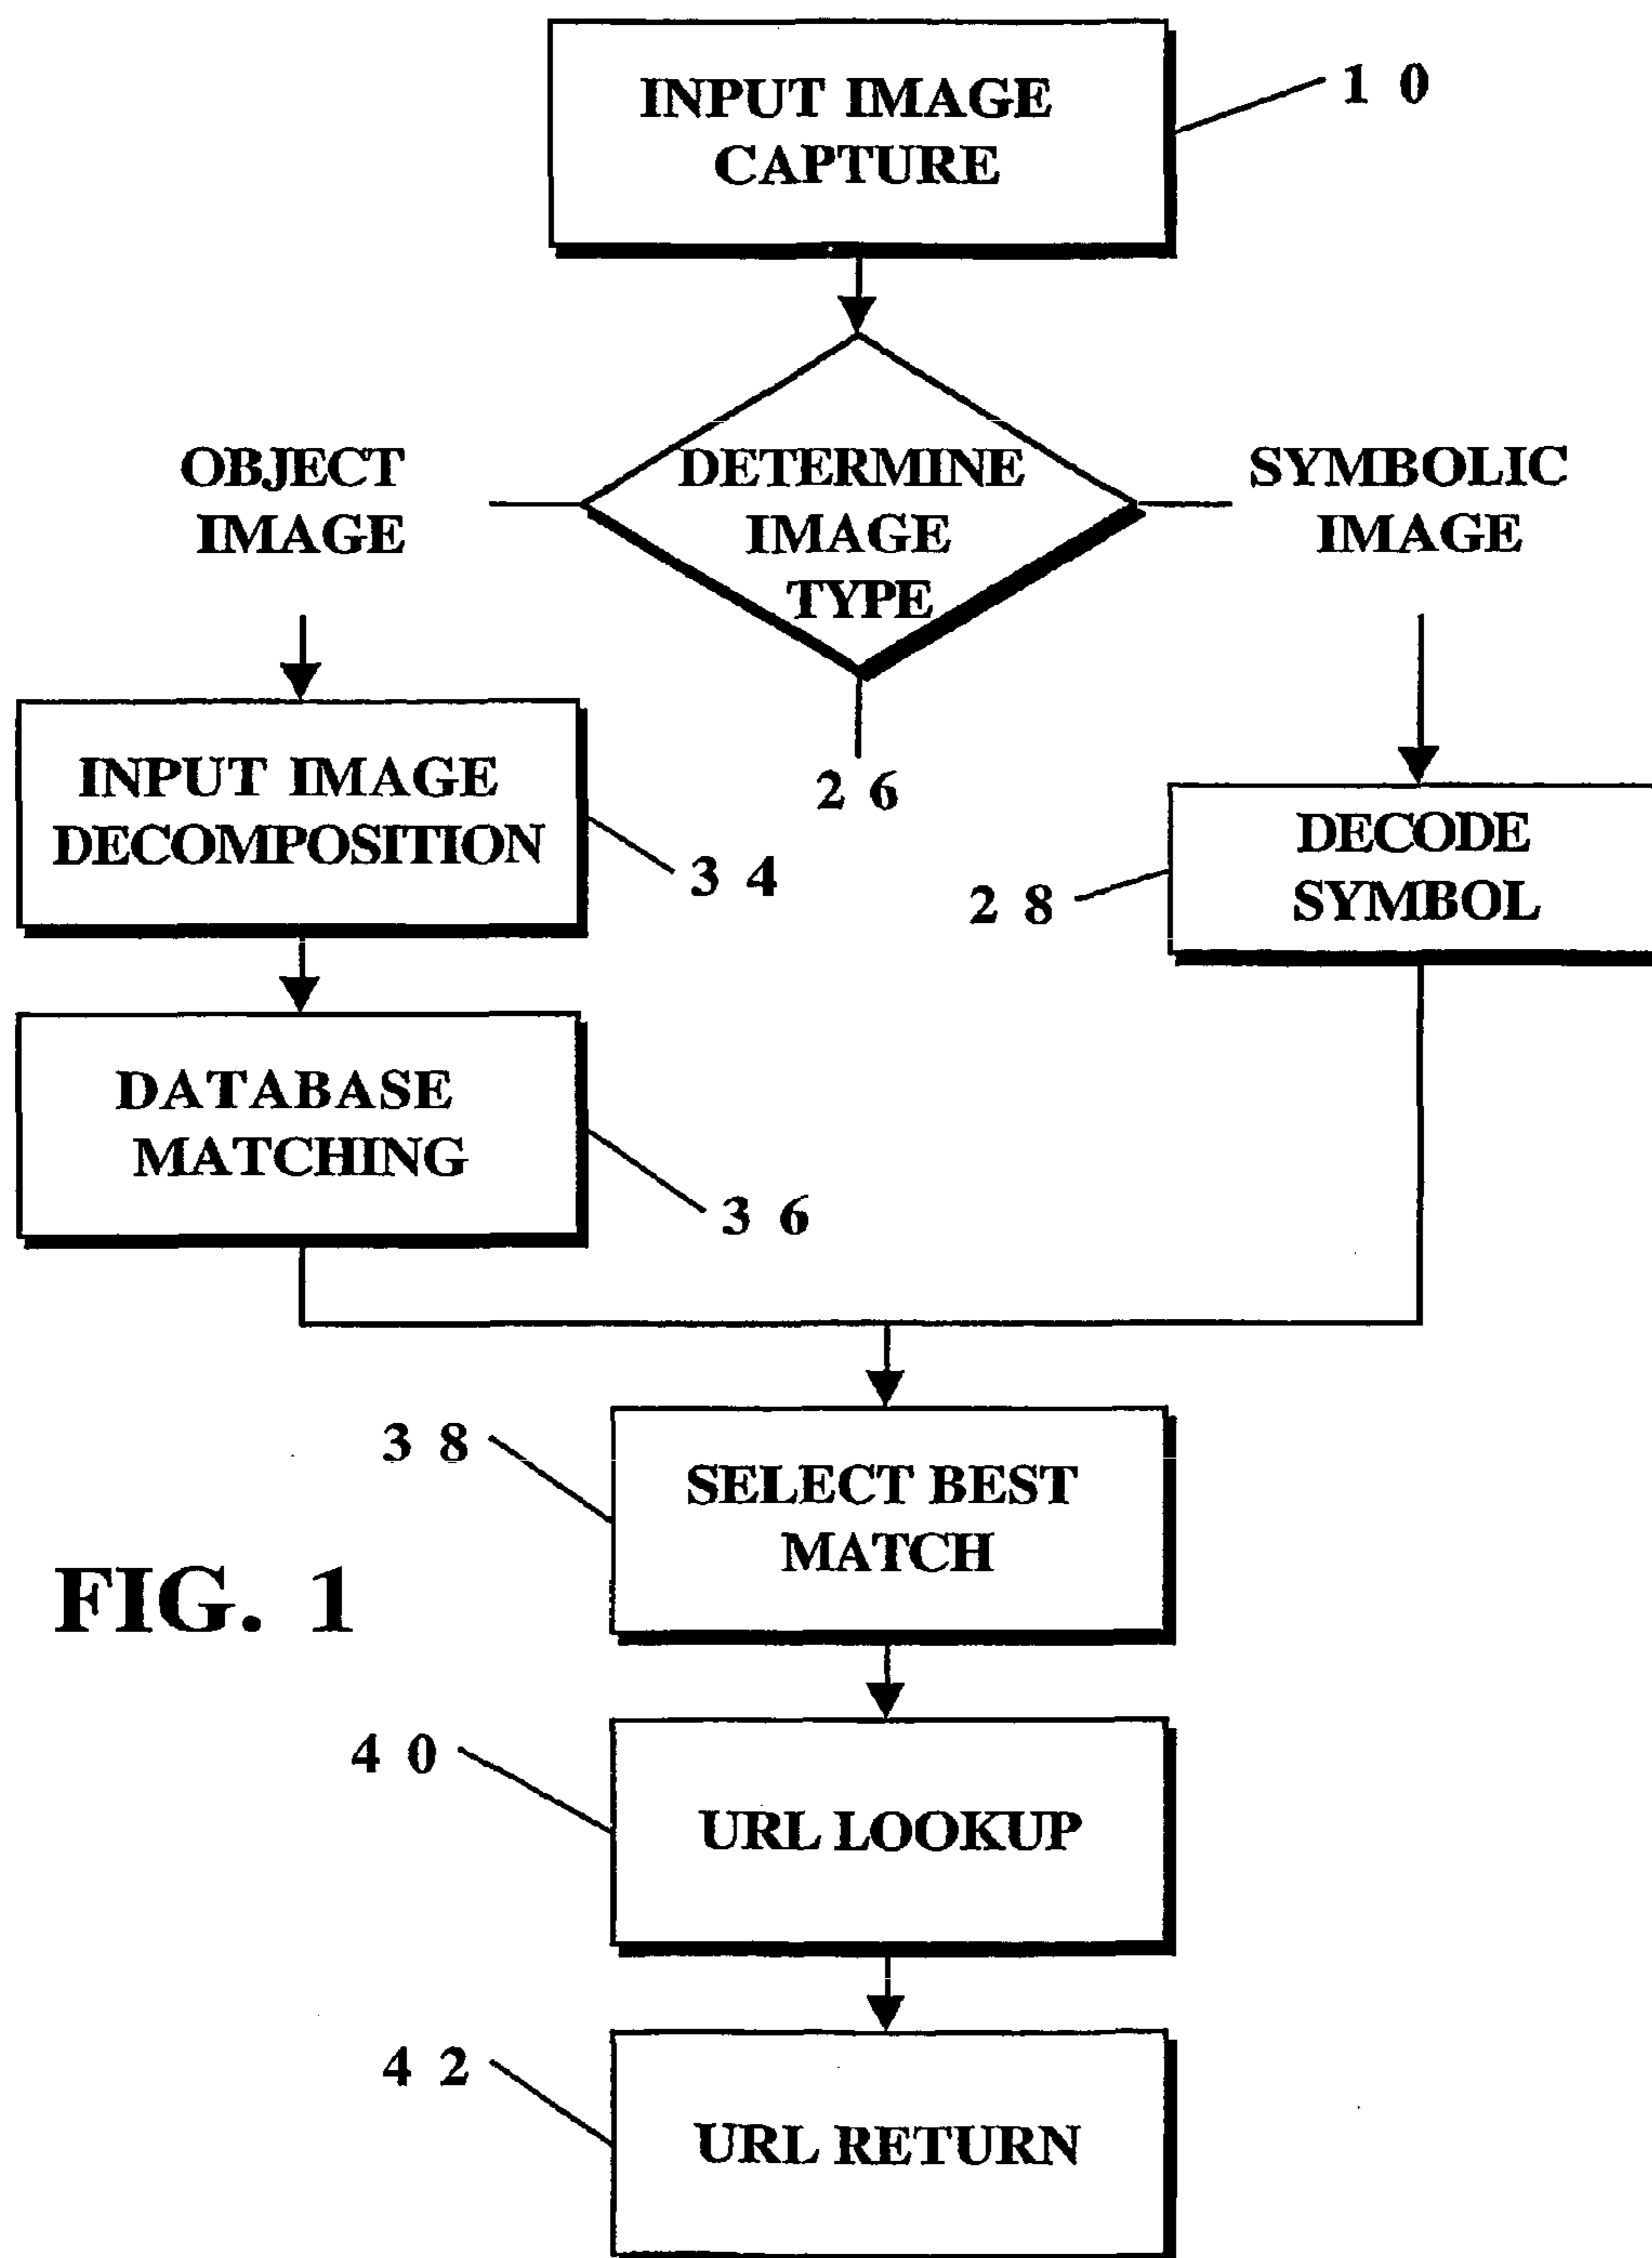 INPUT IMAGE
CAPTURE
10
OBJECT
IMAGE
DETERMINE
IMAGE
TYPE
SYMBOLIC
IMAGE
26
INPUT IMAGE
DECOMPOSITION
34
DECODE
SYMBOL
28
DATABASE
MATCHING
36
38
SELECT BEST
MATCH
FIG. 1
40
URL LOOKUP
42
URL RETURN